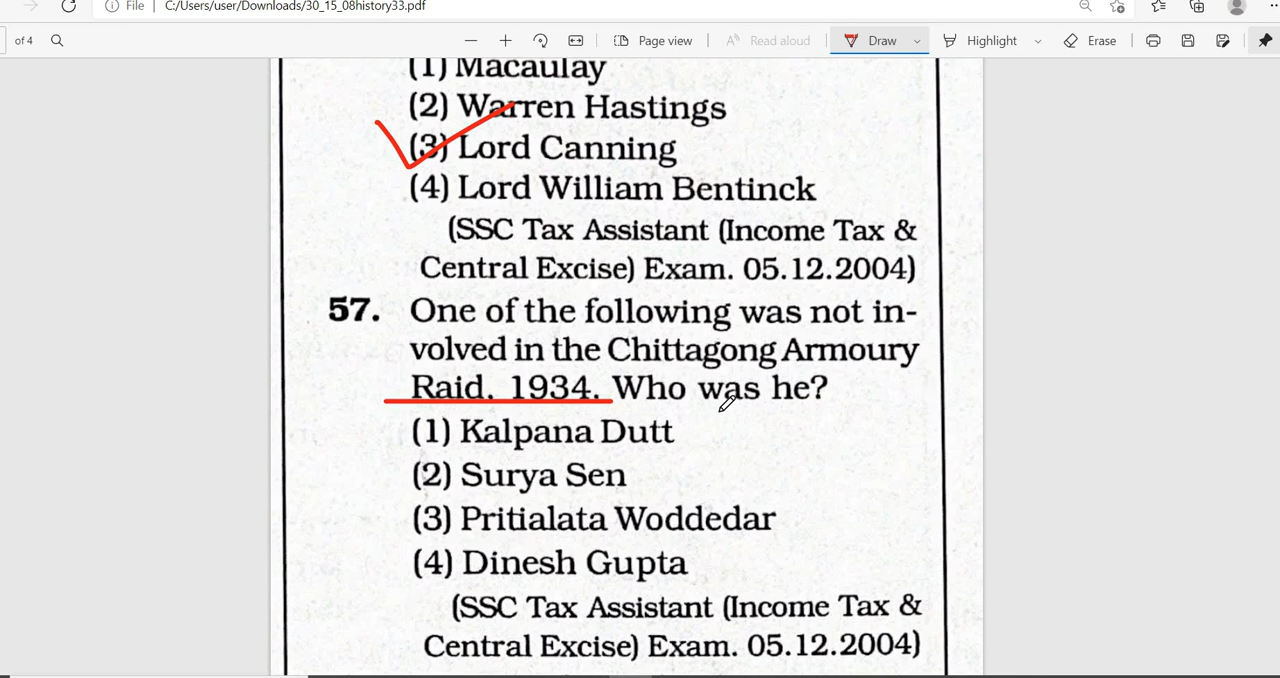 File C:/Users/user/Downloads/30_15_08history33.pdf
of 4 Page view Read aloud Draw Highlight Erase
(1) Macaulay
(2) Warren Hastings
(3) Lord Canning
(4) Lord William Bentinck
(SSC Tax Assistant (Income Tax &
Central Excise) Exam. 05.12.2004)
57. One of the following was not in-
volved in the Chittagong Armoury
Raid, 1934. Who was he?
(1) Kalpana Dutt
(2) Surya Sen
(3) Pritialata Woddedar
(4) Dinesh Gupta
(SSC Tax Assistant (Income Tax &
Central Excise) Exam. 05.12.2004)